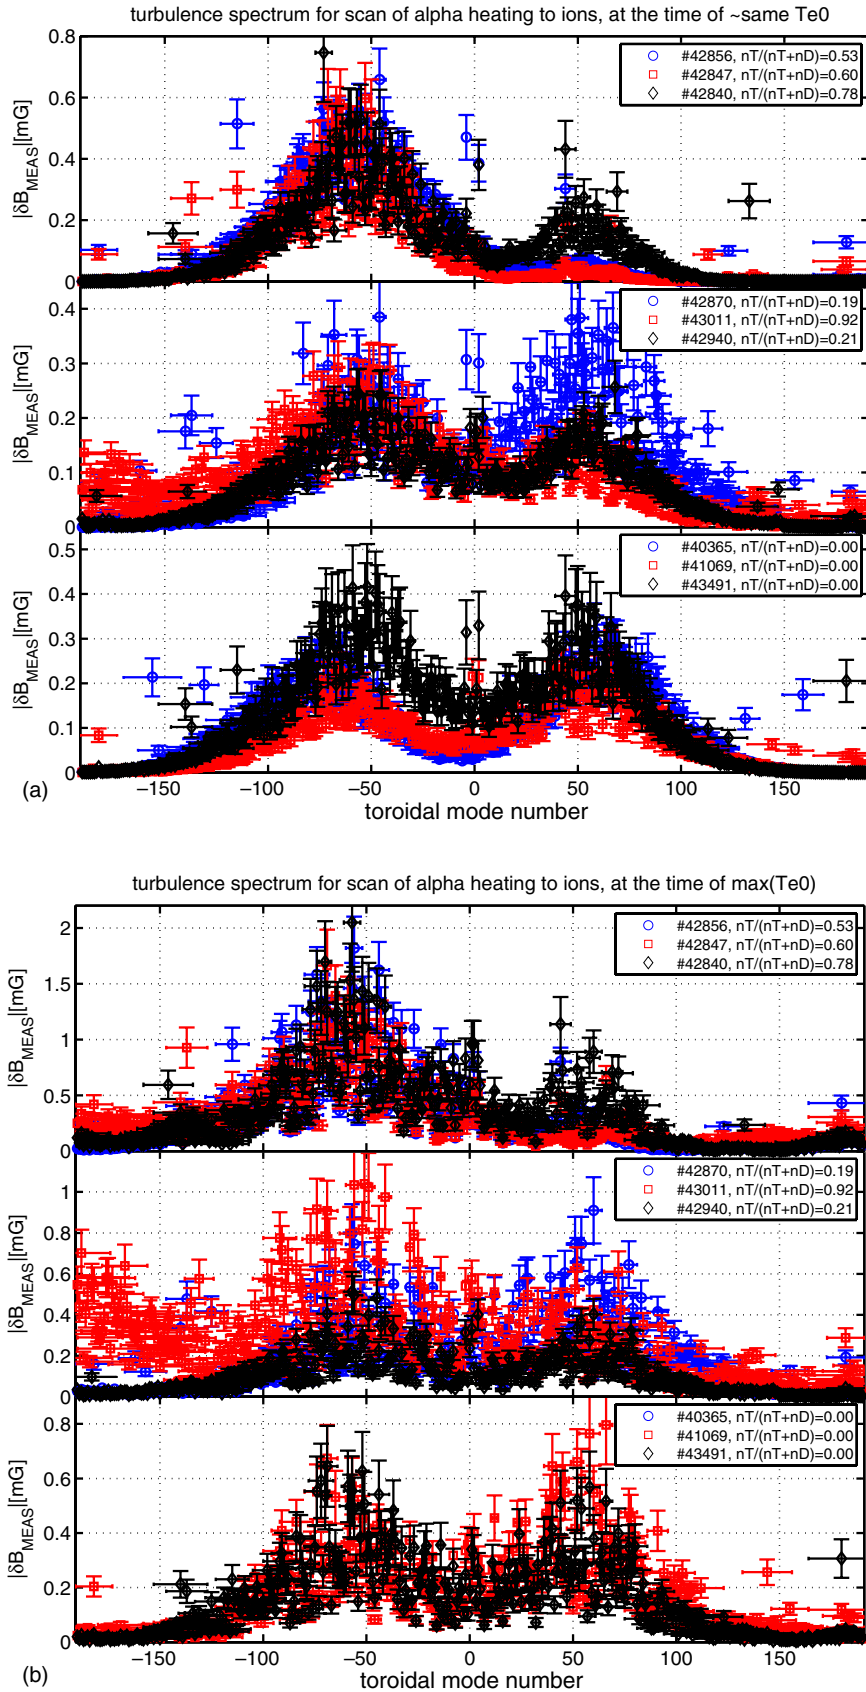 turbulence spectrum for scan of alpha heating to ions, at the time of ~same Te0
0.8
0.6
0.4
0.2
0
|δB_MEAS|[mG]
#42856, nT/(nT+nD)=0.53
#42847, nT/(nT+nD)=0.60
#42840, nT/(nT+nD)=0.78
0.4
0.3
0.2
0.1
0
|δB_MEAS|[mG]
#42870, nT/(nT+nD)=0.19
#43011, nT/(nT+nD)=0.92
#42940, nT/(nT+nD)=0.21
0.5
0.4
0.3
0.2
0.1
0
|δB_MEAS|[mG]
#40365, nT/(nT+nD)=0.00
#41069, nT/(nT+nD)=0.00
#43491, nT/(nT+nD)=0.00
−150 −100 −50 0 50 100 150
(a)
toroidal mode number
turbulence spectrum for scan of alpha heating to ions, at the time of max(Te0)
2
1.5
1
0.5
0
|δB_MEAS|[mG]
#42856, nT/(nT+nD)=0.53
#42847, nT/(nT+nD)=0.60
#42840, nT/(nT+nD)=0.78
1
0.8
0.6
0.4
0.2
0
|δB_MEAS|[mG]
#42870, nT/(nT+nD)=0.19
#43011, nT/(nT+nD)=0.92
#42940, nT/(nT+nD)=0.21
0.8
0.6
0.4
0.2
0
|δB_MEAS|[mG]
#40365, nT/(nT+nD)=0.00
#41069, nT/(nT+nD)=0.00
#43491, nT/(nT+nD)=0.00
−150 −100 −50 0 50 100 150
(b)
toroidal mode number